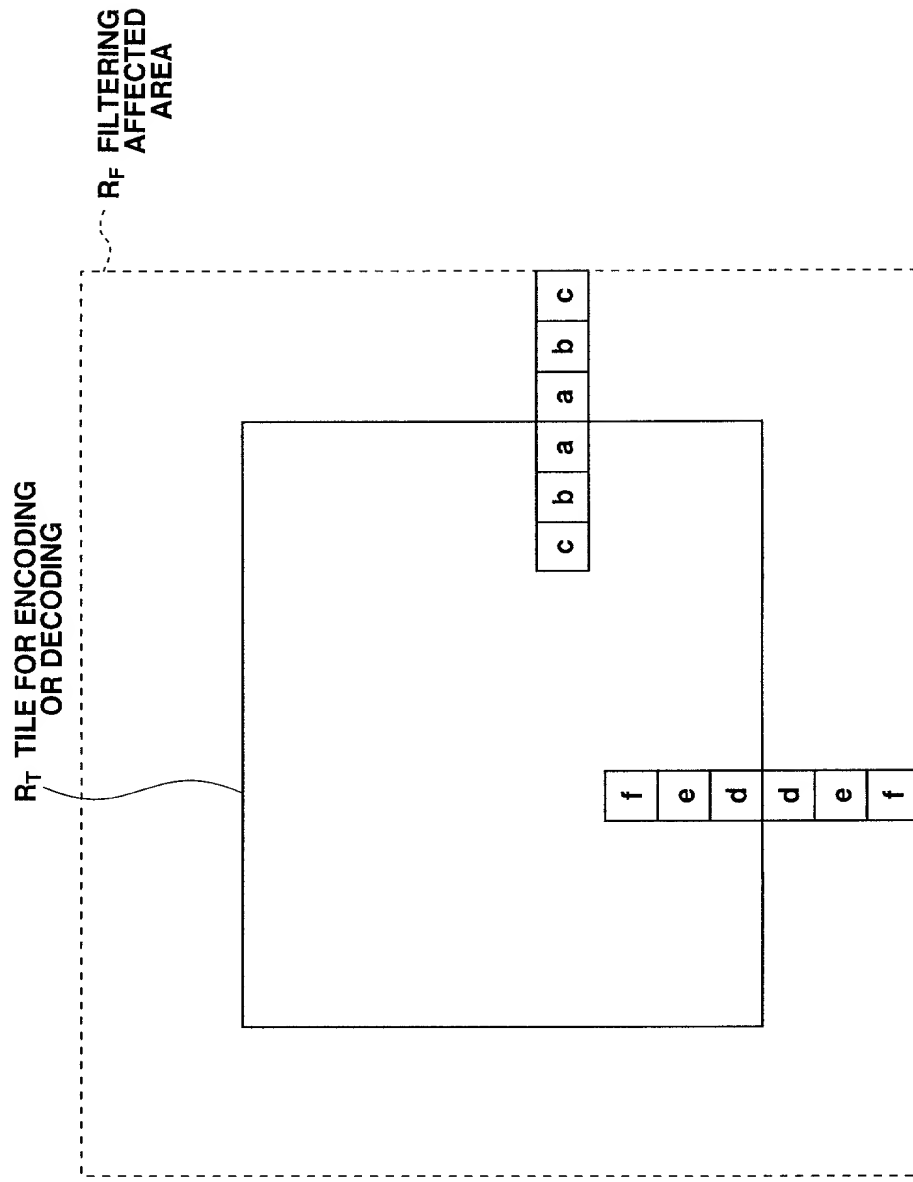 R_T TILE FOR ENCODING
OR DECODING
R_F FILTERING
AFFECTED
AREA
c b a a b c
f
e
d
d
e
f